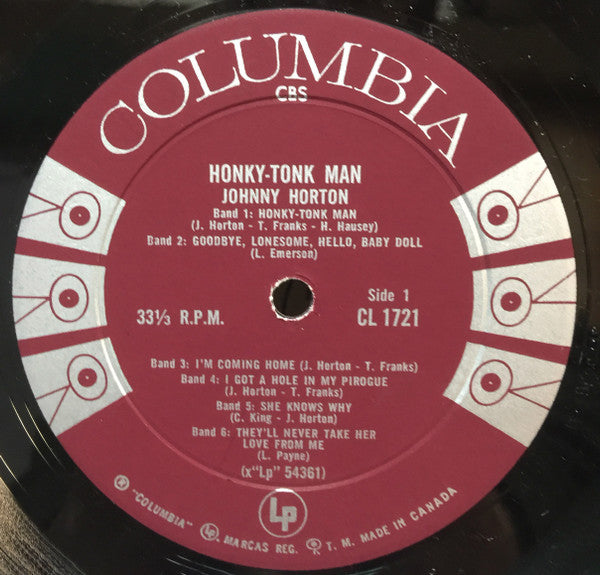 COLUMBIA
CBS
HONKY-TONK MAN
JOHNNY HORTON
Band 1: HONKY-TONK MAN
(J. Horton - T. Franks - H. Hausey)
Band 2: GOODBYE, LONESOME, HELLO, BABY DOLL
(L. Emerson)
33⅓ R.P.M.
Side 1
CL 1721
Band 3: I'M COMING HOME (J. Horton - T. Franks)
Band 4: I GOT A HOLE IN MY PIROGUE
(J. Horton - T. Franks)
Band 5: SHE KNOWS WHY
(C. King - J. Horton)
Band 6: THEY'LL NEVER TAKE HER
LOVE FROM ME
(L. Payne)
(x"Lp" 54361)
Lp
® "COLUMBIA" Lp. MARCAS REG. ® T. M. MADE IN CANADA